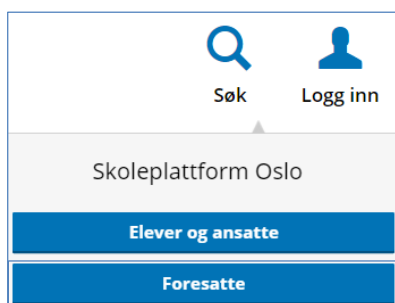 Søk Logg inn
Skoleplattform Oslo
Elever og ansatte
Foresatte